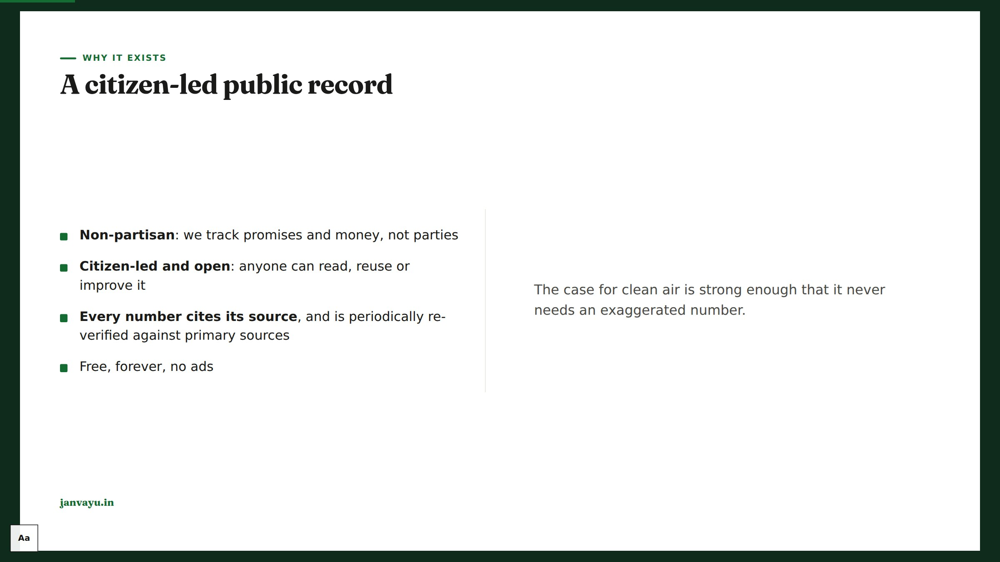 WHY IT EXISTS
A citizen-led public record
Non-partisan: we track promises and money, not parties
Citizen-led and open: anyone can read, reuse or
improve it
Every number cites its source, and is periodically re-
verified against primary sources
Free, forever, no ads
The case for clean air is strong enough that it never
needs an exaggerated number.
janvayu.in
Aa